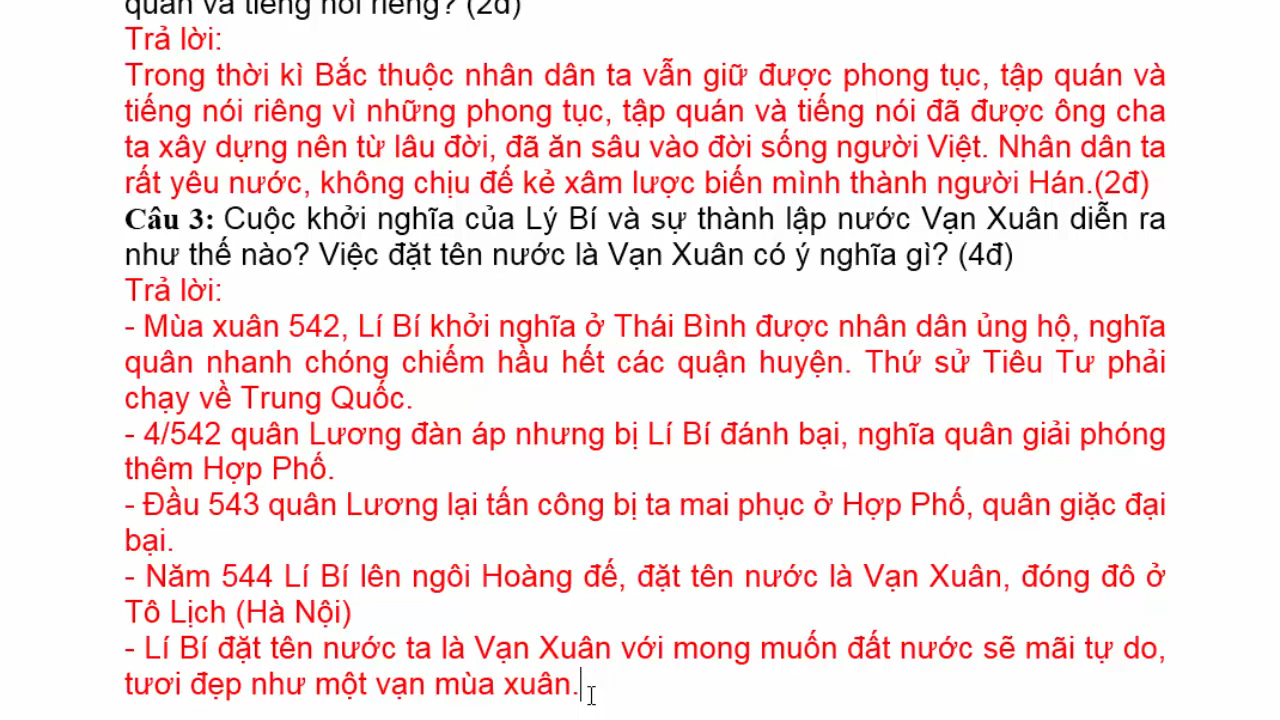 quán và tiếng nói riêng? (2đ)
Trả lời:
Trong thời kì Bắc thuộc nhân dân ta vẫn giữ được phong tục, tập quán và
tiếng nói riêng vì những phong tục, tập quán và tiếng nói đã được ông cha
ta xây dựng nên từ lâu đời, đã ăn sâu vào đời sống người Việt. Nhân dân ta
rất yêu nước, không chịu để kẻ xâm lược biến mình thành người Hán.(2đ)
Câu 3: Cuộc khởi nghĩa của Lý Bí và sự thành lập nước Vạn Xuân diễn ra
như thế nào? Việc đặt tên nước là Vạn Xuân có ý nghĩa gì? (4đ)
Trả lời:
- Mùa xuân 542, Lí Bí khởi nghĩa ở Thái Bình được nhân dân ủng hộ, nghĩa
quân nhanh chóng chiếm hầu hết các quận huyện. Thứ sử Tiêu Tư phải
chạy về Trung Quốc.
- 4/542 quân Lương đàn áp nhưng bị Lí Bí đánh bại, nghĩa quân giải phóng
thêm Hợp Phố.
- Đầu 543 quân Lương lại tấn công bị ta mai phục ở Hợp Phố, quân giặc đại
bại.
- Năm 544 Lí Bí lên ngôi Hoàng đế, đặt tên nước là Vạn Xuân, đóng đô ở
Tô Lịch (Hà Nội)
- Lí Bí đặt tên nước ta là Vạn Xuân với mong muốn đất nước sẽ mãi tự do,
tươi đẹp như một vạn mùa xuân.